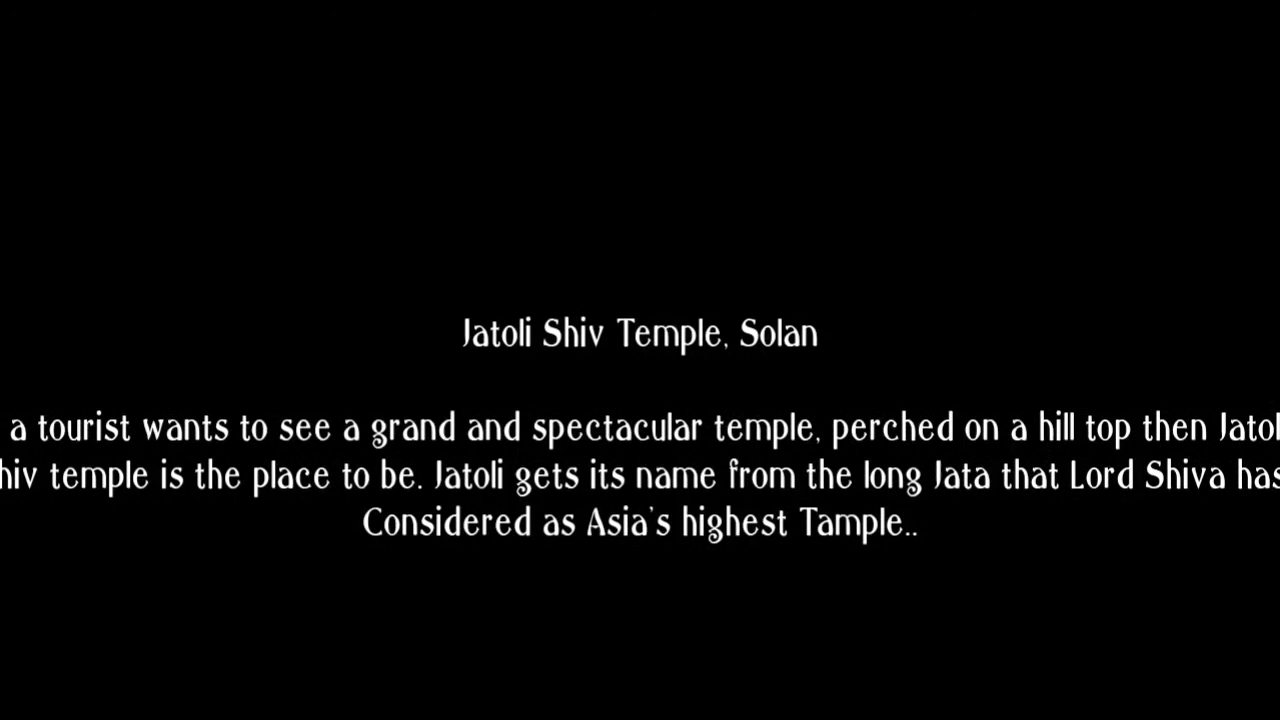 Jatoli Shiv Temple, Solan
a tourist wants to see a grand and spectacular temple, perched on a hill top then Jatol
hiv temple is the place to be. Jatoli gets its name from the long Jata that Lord Shiva has
Considered as Asia's highest Tample..